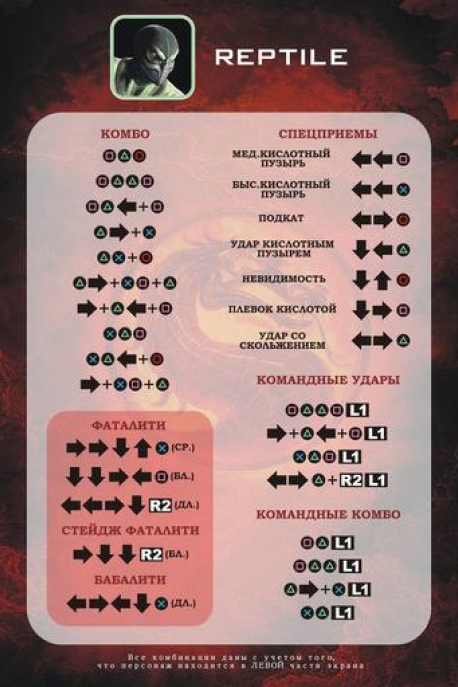 REPTILE
КОМБО
СПЕЦПРИЕМЫ
МЕД.КИСЛОТНЫЙ
ПУЗЫРЬ
БЫС.КИСЛОТНЫЙ
ПУЗЫРЬ
ПОДКАТ
УДАР КИСЛОТНЫМ
ПУЗЫРЕМ
НЕВИДИМОСТЬ
ПЛЕВОК КИСЛОТОЙ
УДАР СО
СКОЛЬЖЕНИЕМ
КОМАНДНЫЕ УДАРЫ
L1
L1
L1
R2 L1
КОМАНДНЫЕ КОМБО
L1
L1
L1
L1
ФАТАЛИТИ
(СР.)
(БЛ.)
R2 (ДЛ.)
СТЕЙДЖ ФАТАЛИТИ
R2 (БЛ.)
БАБАЛИТИ
(ДЛ.)
Все комбинации даны с учетом того,
что персонаж находится в ЛЕВОЙ части экрана